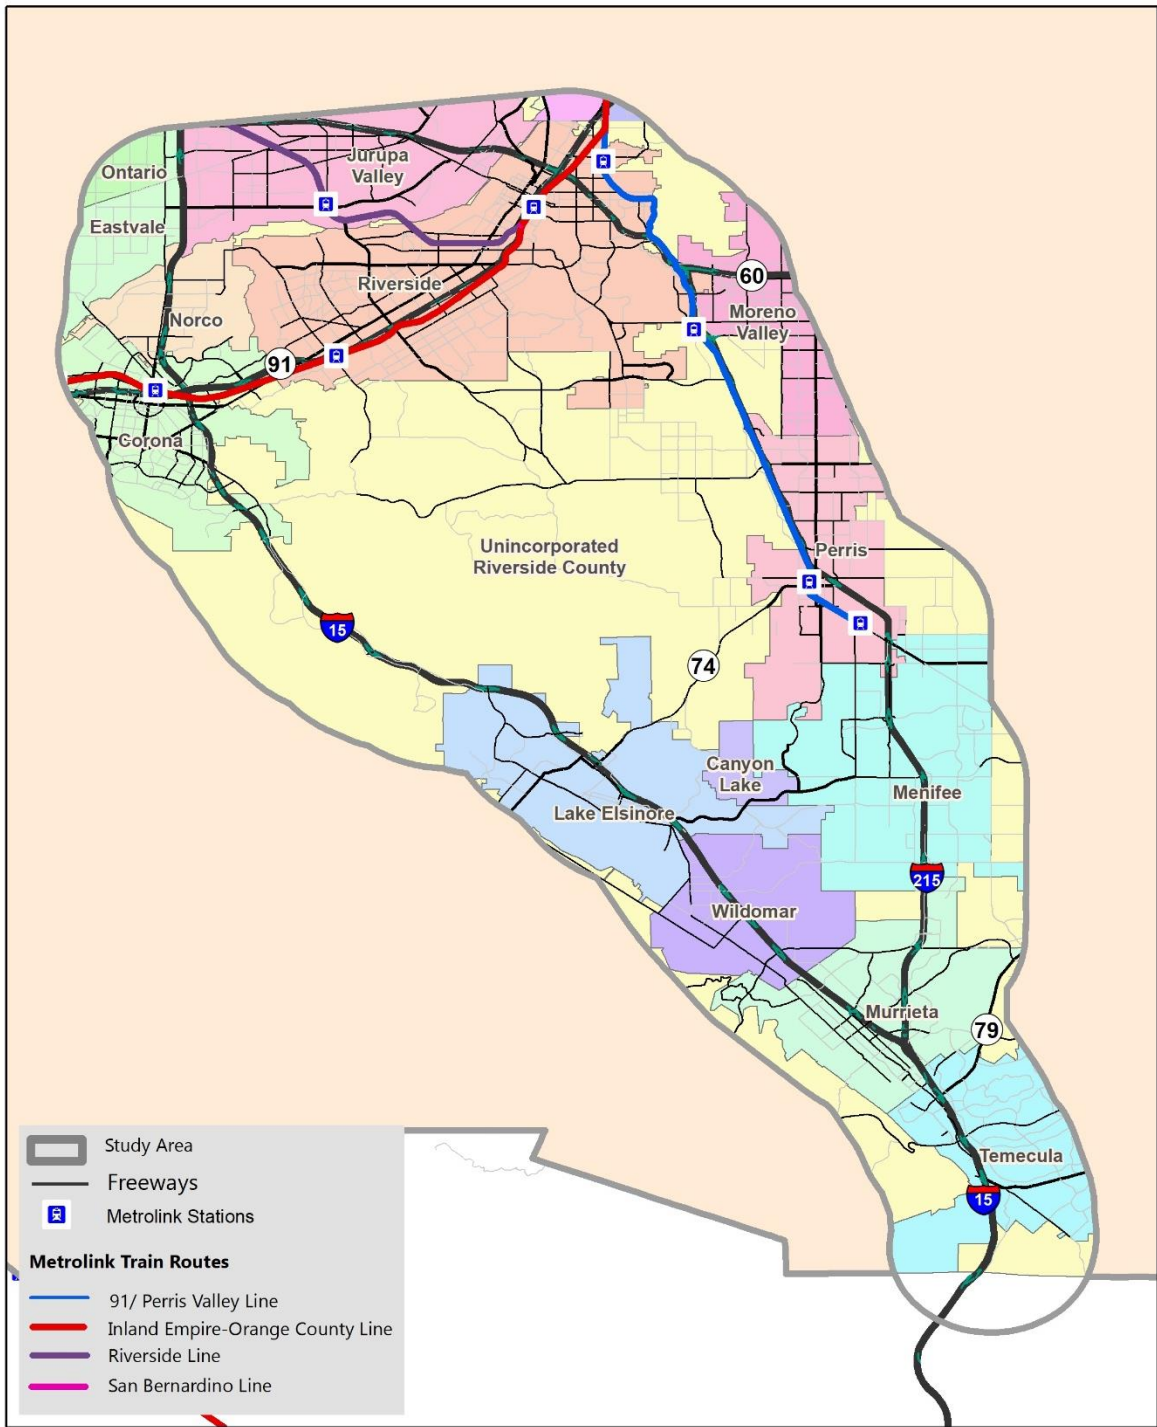 Ontario
Jurupa
Valley
Eastvale
60
Riverside
Norco
Moreno
Valley
91
Corona
Unincorporated
Riverside County
Perris
15
74
Canyon
Lake
Menifee
Lake Elsinore
215
Wildomar
Murrieta
79
Temecula
15
Study Area
Freeways
Metrolink Stations
Metrolink Train Routes
91/ Perris Valley Line
Inland Empire-Orange County Line
Riverside Line
San Bernardino Line